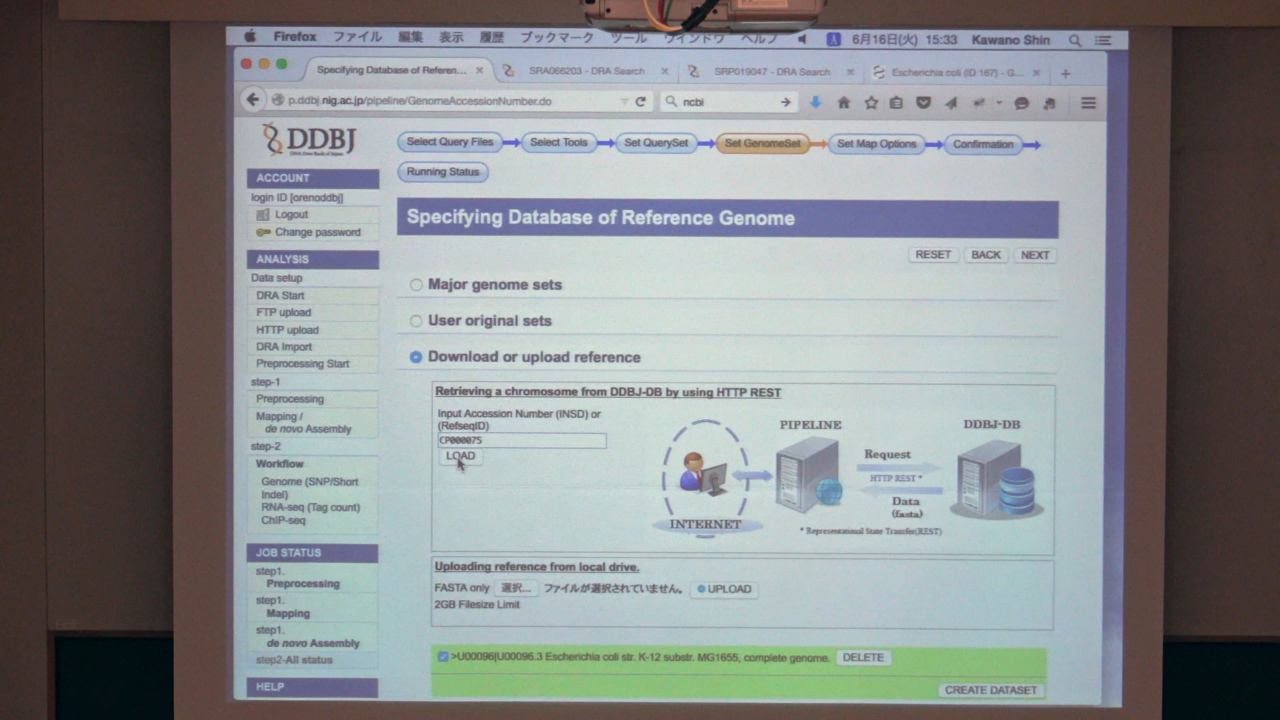 Firefox ファイル 編集 表示 履歴 ブックマーク ツール ウインドウ ヘルプ 6月16日(火) 15:33 Kawano Shin
Specifying Database of Referen... × SRA066203 - DRA Search × SRP019047 - DRA Search × Escherichia coli (ID 167) - G... × +
p.ddbj.nig.ac.jp/pipeline/GenomeAccessionNumber.do ncbi
DDBJ
Select Query Files Select Tools Set QuerySet Set GenomeSet Set Map Options Confirmation
Running Status
ACCOUNT
login ID [orenoddbj]
Logout
Change password
ANALYSIS
Data setup
DRA Start
FTP upload
HTTP upload
DRA Import
Preprocessing Start
step-1
Preprocessing
Mapping /
de novo Assembly
step-2
Workflow
Genome (SNP/Short
Indel)
RNA-seq (Tag count)
ChIP-seq
JOB STATUS
step1.
Preprocessing
step1.
Mapping
step1.
de novo Assembly
step2-All status
HELP
Specifying Database of Reference Genome
RESET BACK NEXT
Major genome sets
User original sets
Download or upload reference
Retrieving a chromosome from DDBJ-DB by using HTTP REST
Input Accession Number (INSD) or
(RefseqID)
CP000075
LOAD
PIPELINE DDBJ-DB
Request
HTTP REST *
Data
(fasta)
INTERNET
* Representational State Transfer(REST)
Uploading reference from local drive.
FASTA only 選択... ファイルが選択されていません。 UPLOAD
2GB Filesize Limit
>U00096|U00096.3 Escherichia coli str. K-12 substr. MG1655, complete genome. DELETE
CREATE DATASET